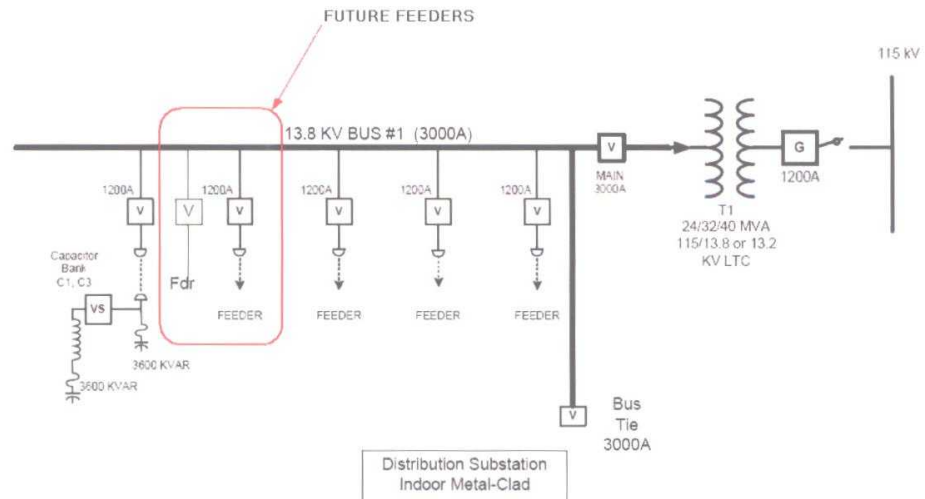 FUTURE FEEDERS
115 kV
13.8 KV BUS #1 (3000A)
V
MAIN
3000A
G
1200A
T1
24/32/40 MVA
115/13.8 or 13.2
KV LTC
1200A
V
V
1200A
V
1200A
V
1200A
V
1200A
V
Capacitor
Bank
C1, C3
VS
3600 KVAR
3600 KVAR
Fdr
FEEDER
FEEDER
FEEDER
FEEDER
V
Bus
Tie
3000A
Distribution Substation
Indoor Metal-Clad